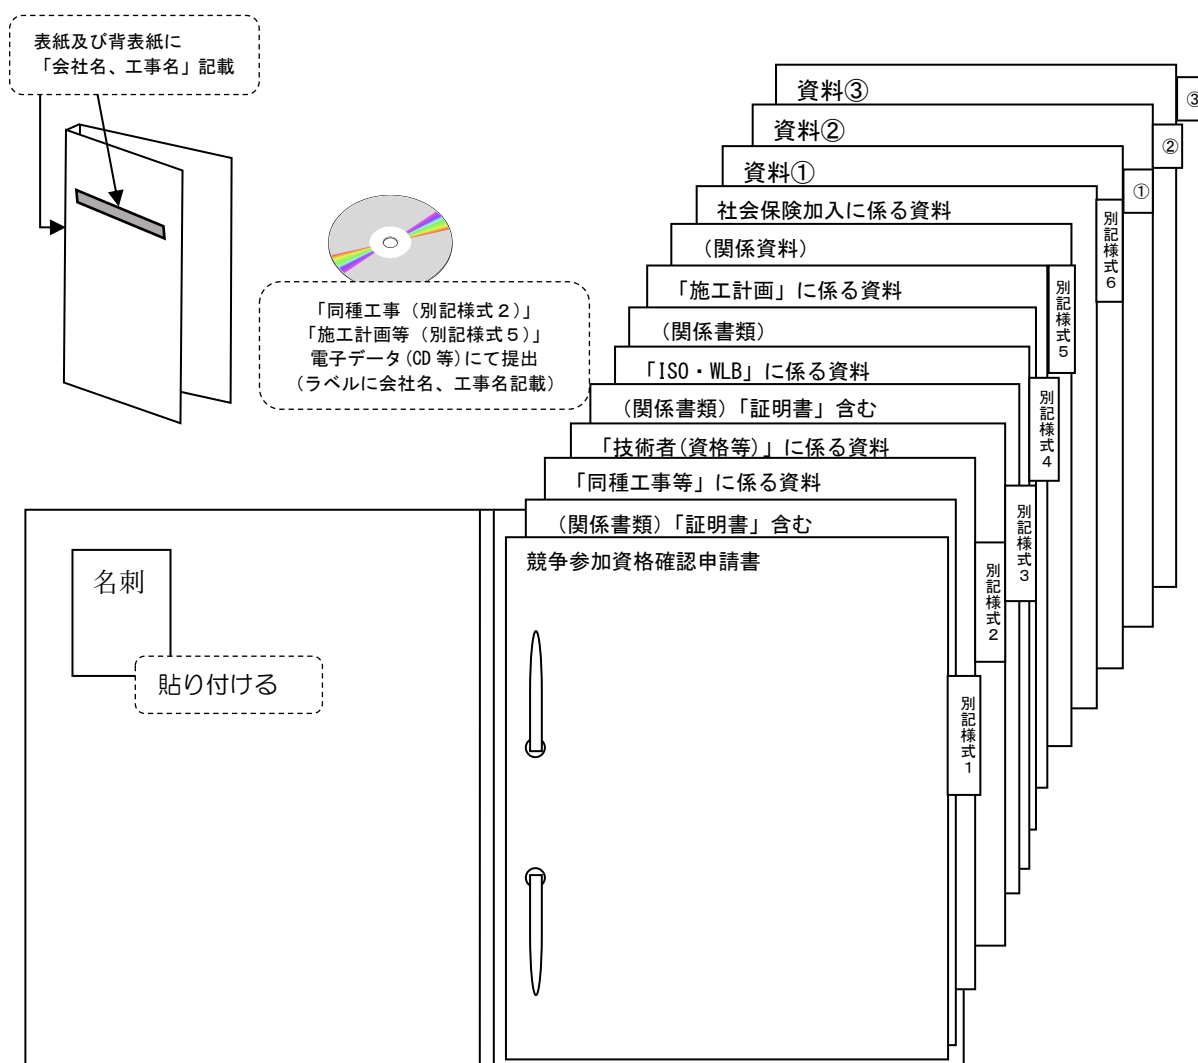 表紙及び背表紙に
「会社名、工事名」記載
「同種工事（別記様式２）」
「施工計画等（別記様式５）」
電子データ(CD 等)にて提出
（ラベルに会社名、工事名記載）
資料③
③
資料②
②
資料①
①
社会保険加入に係る資料
別記様式６
（関係資料）
「施工計画」に係る資料
別記様式５
（関係書類）
「ISO・WLB」に係る資料
別記様式４
（関係書類）「証明書」含む
「技術者(資格等)」に係る資料
別記様式３
「同種工事等」に係る資料
別記様式２
（関係書類）「証明書」含む
競争参加資格確認申請書
別記様式１
名刺
貼り付ける